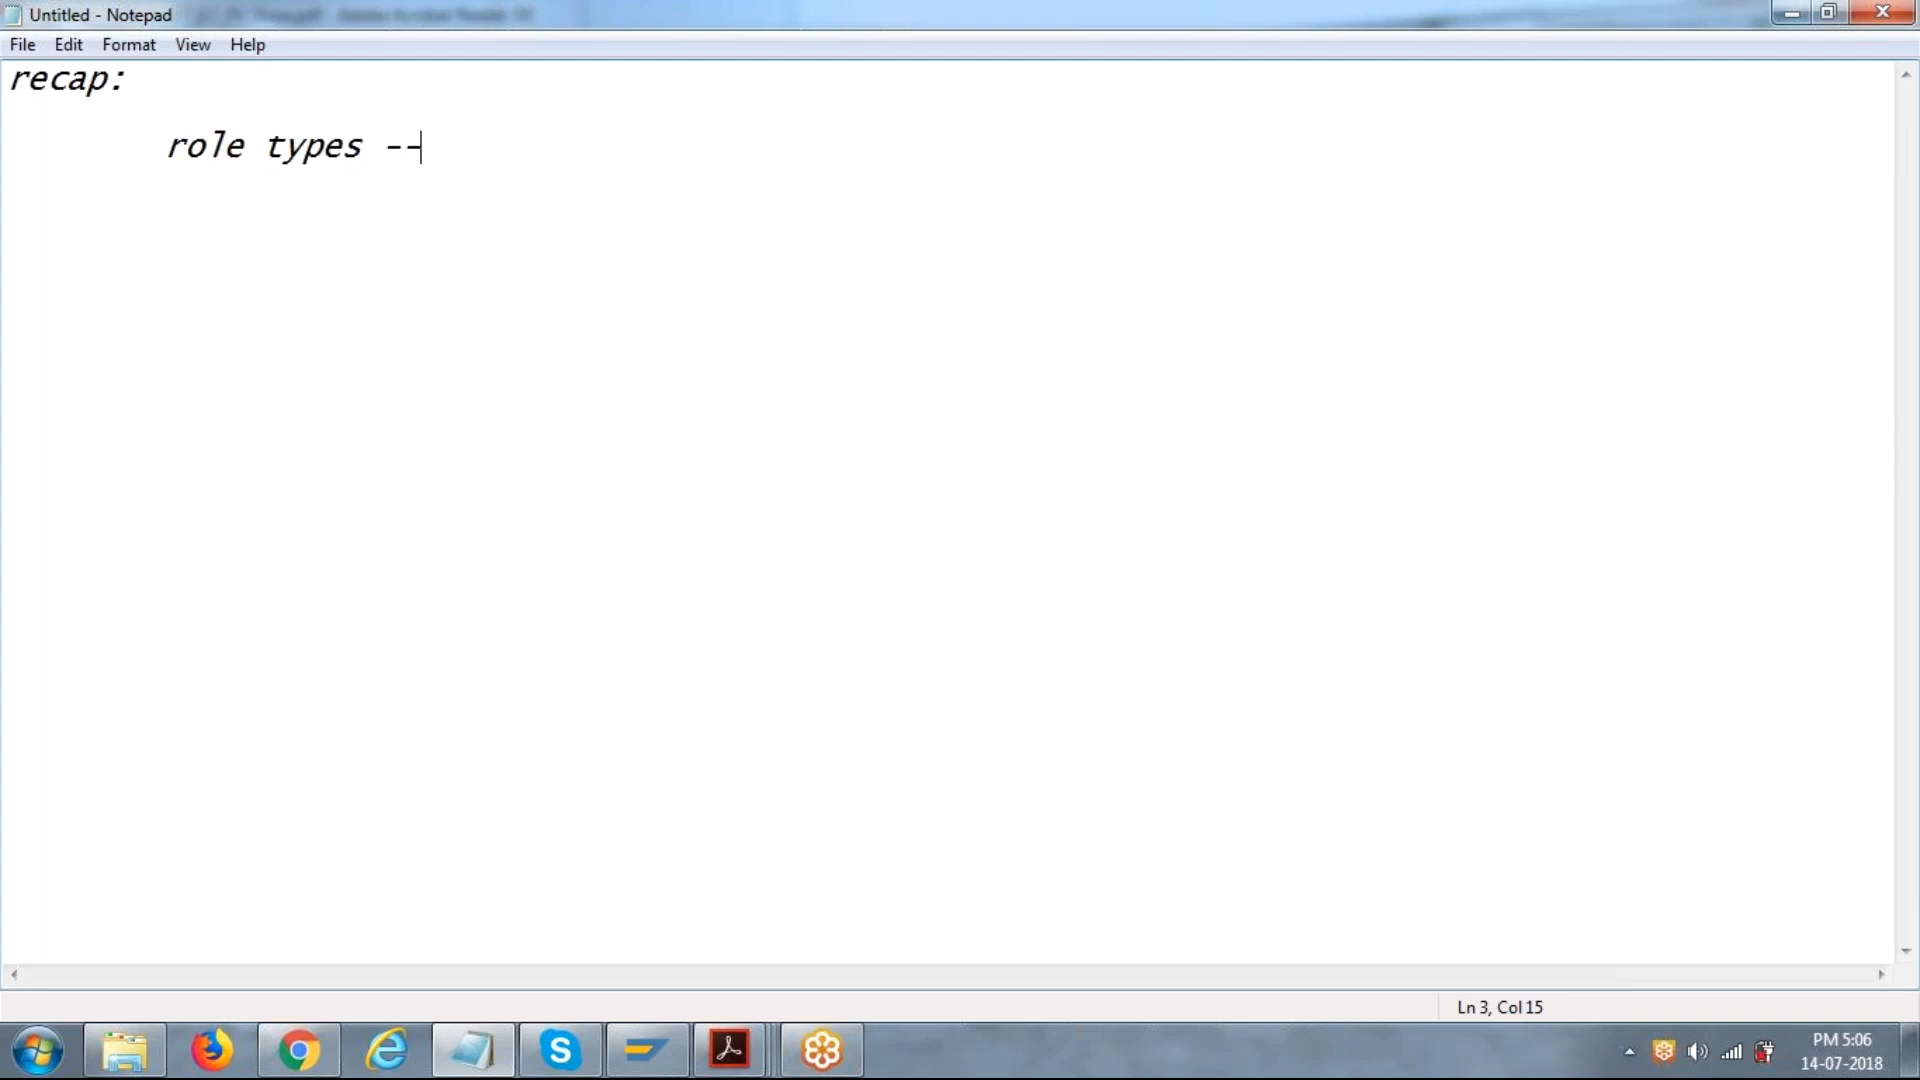 Untitled - Notepad
File Edit Format View Help
recap:
role types --
Ln 3, Col 15
PM 5:06
14-07-2018